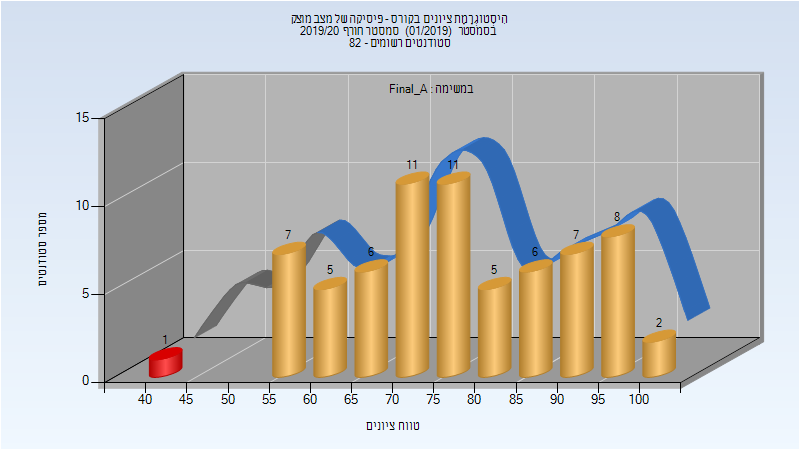 היסטוגרמת ציונים בקורס - פיסיקה של מצב מוצק
בסמסטר (01/2019) סמסטר חורף 2019/20
סטודנטים רשומים - 82
במשימה : Final_A
15
10
5
0
מספר סטודנטים
1
7
5
6
11
11
5
6
7
8
2
40 45 50 55 60 65 70 75 80 85 90 95 100
טווח ציונים